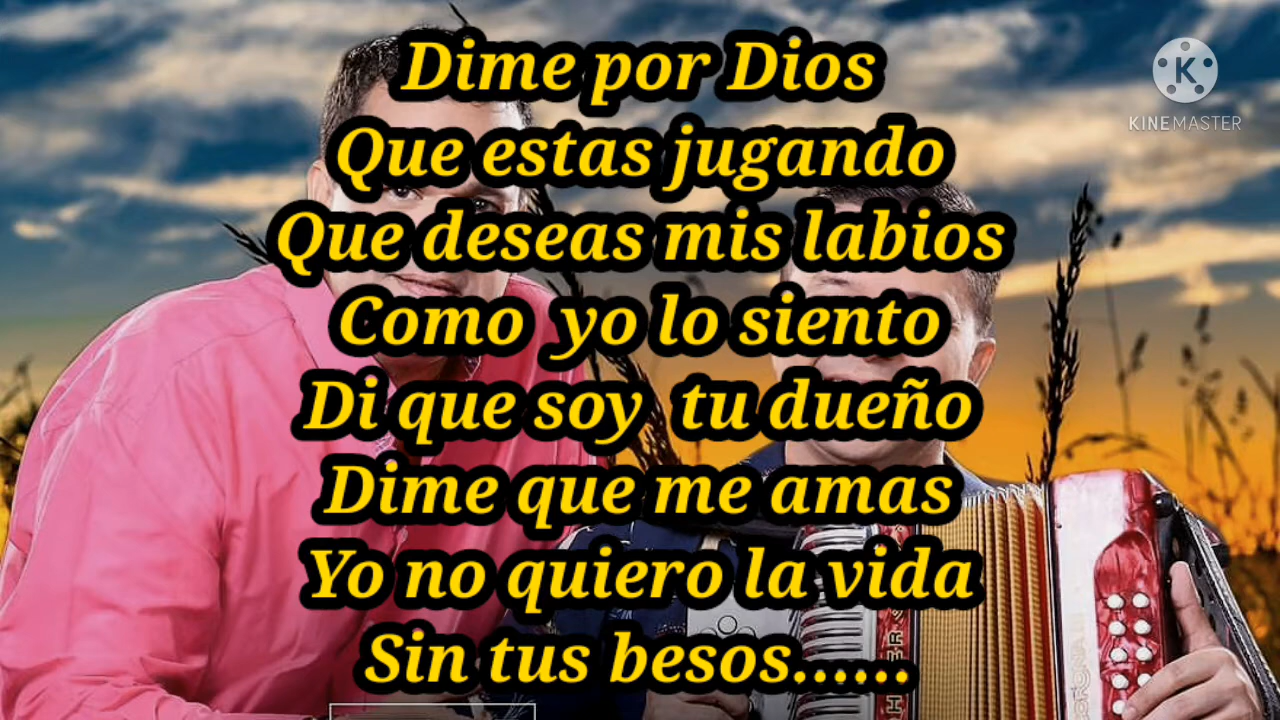 Dime por Dios
Que estas jugando
Que deseas mis labios
Como yo lo siento
Di que soy tu dueño
Dime que me amas
Yo no quiero la vida
Sin tus besos......
KINEMASTER